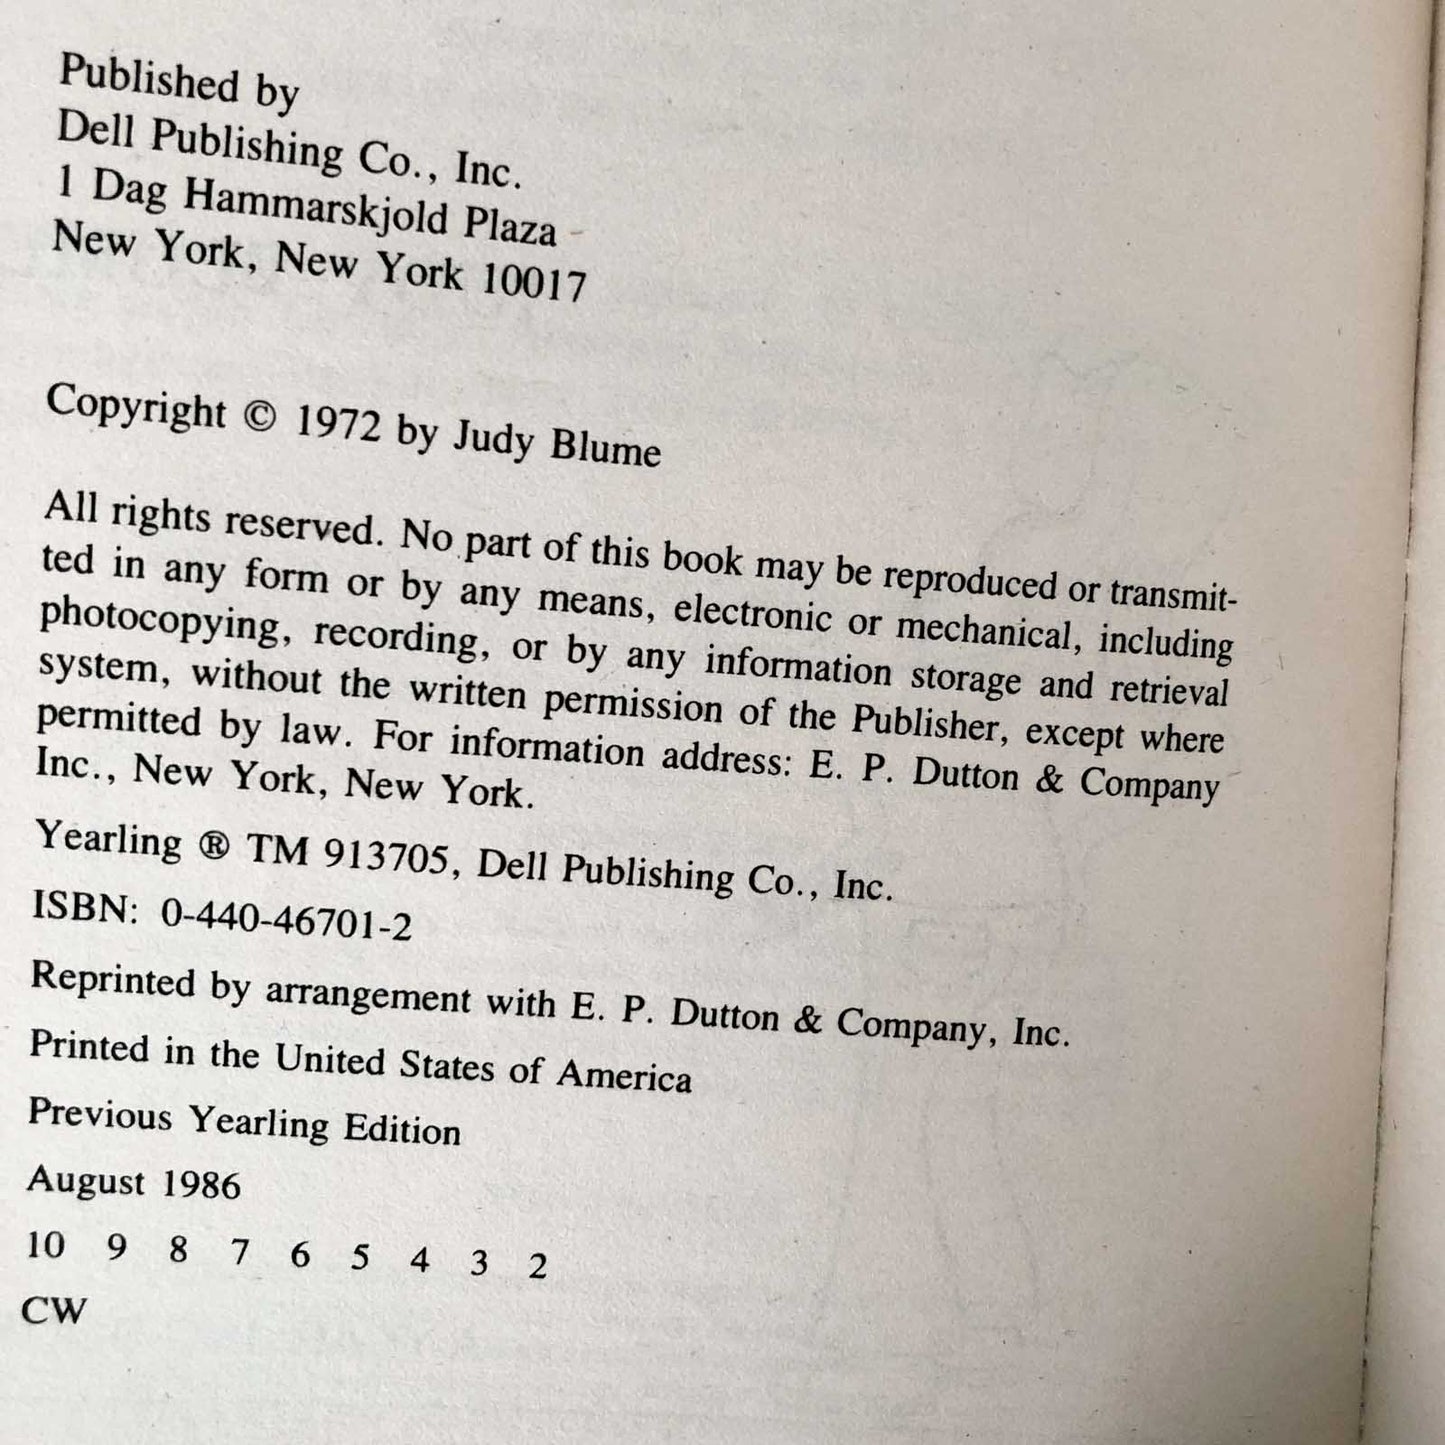 Published by
Dell Publishing Co., Inc.
1 Dag Hammarskjold Plaza
New York, New York 10017
Copyright © 1972 by Judy Blume
All rights reserved. No part of this book may be reproduced or transmit-
ted in any form or by any means, electronic or mechanical, including
photocopying, recording, or by any information storage and retrieval
system, without the written permission of the Publisher, except where
permitted by law. For information address: E. P. Dutton & Company
Inc., New York, New York.
Yearling ® TM 913705, Dell Publishing Co., Inc.
ISBN: 0-440-46701-2
Reprinted by arrangement with E. P. Dutton & Company, Inc.
Printed in the United States of America
Previous Yearling Edition
August 1986
10 9 8 7 6 5 4 3 2
CW